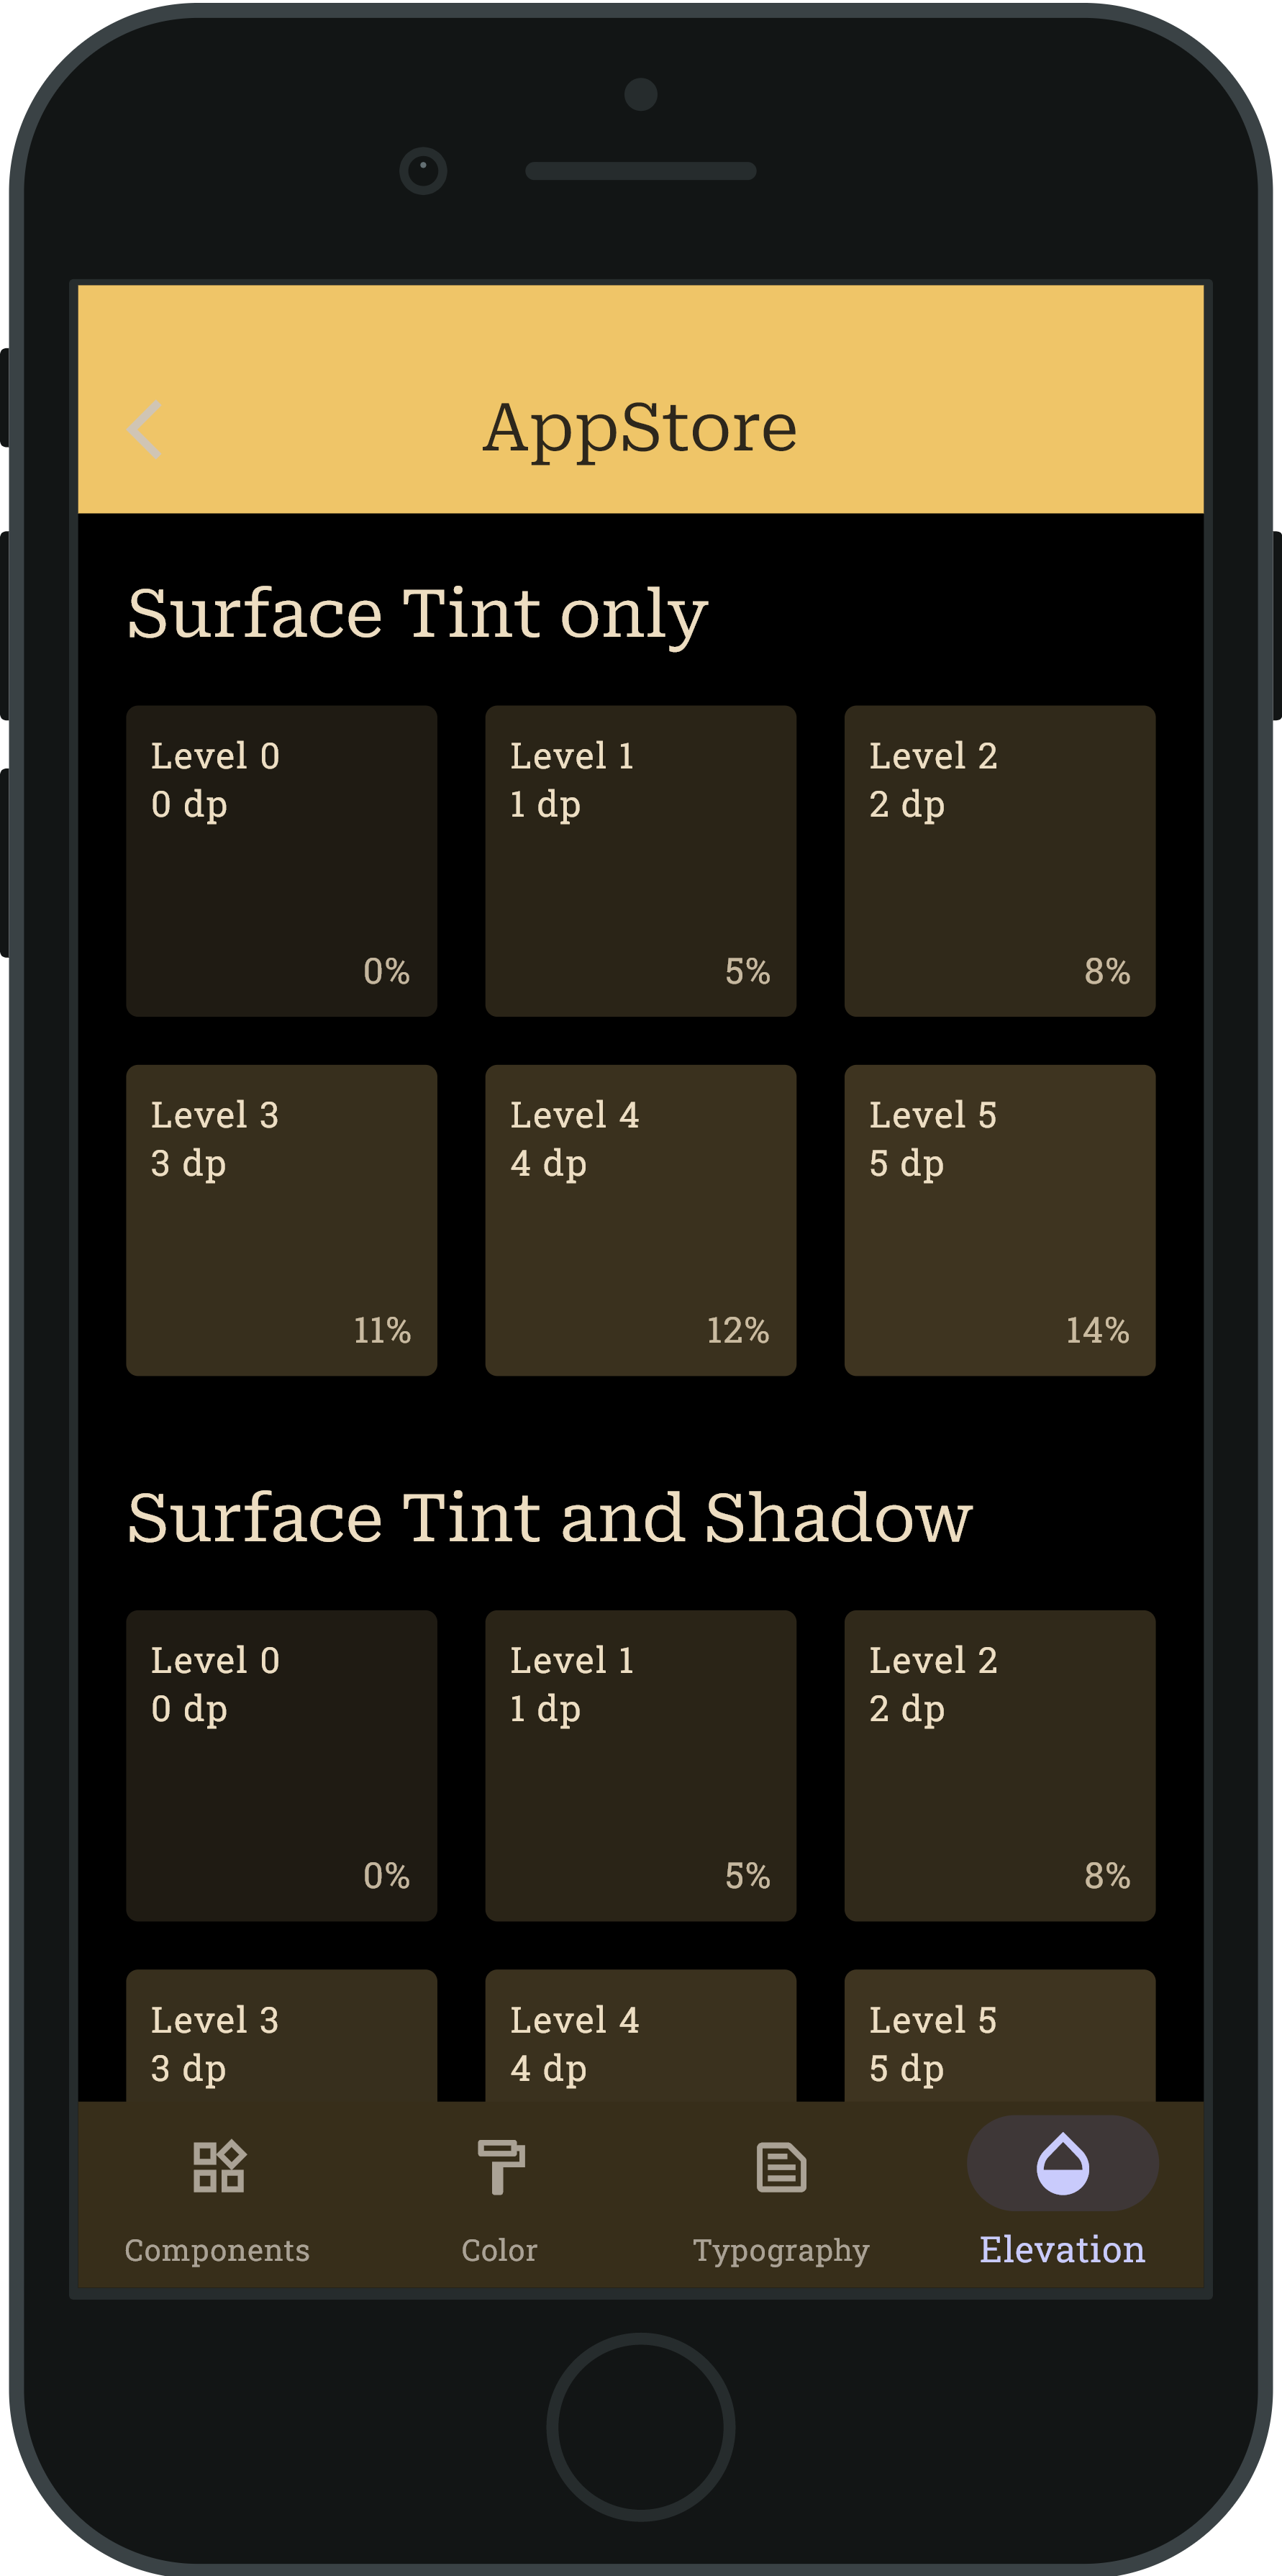 AppStore
Surface Tint only
Level 0
0 dp
0%
Level 1
1 dp
5%
Level 2
2 dp
8%
Level 3
3 dp
11%
Level 4
4 dp
12%
Level 5
5 dp
14%
Surface Tint and Shadow
Level 0
0 dp
0%
Level 1
1 dp
5%
Level 2
2 dp
8%
Level 3
3 dp
Level 4
4 dp
Level 5
5 dp
Components
Color
Typography
Elevation